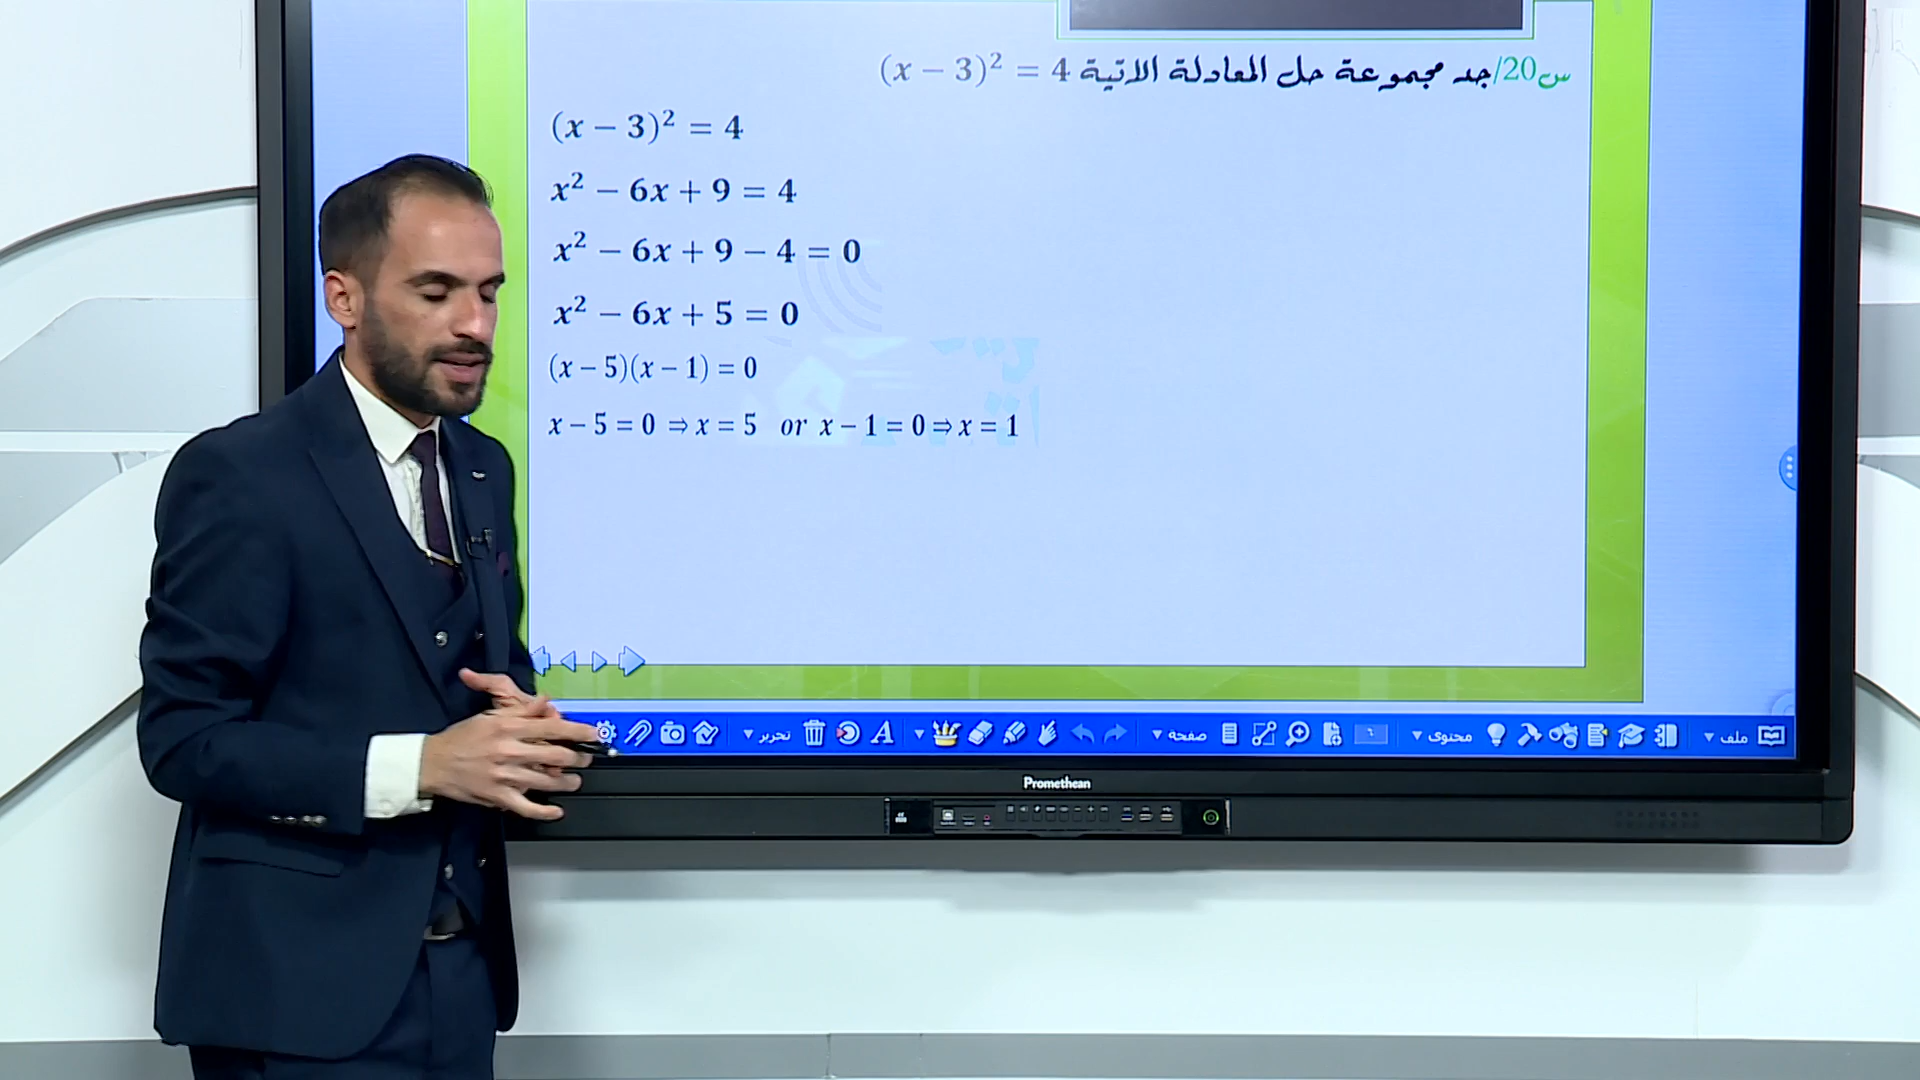 س20/جد مجموعة حل المعادلة الاتية (x − 3)² = 4
(x − 3)² = 4
x² − 6x + 9 = 4
x² − 6x + 9 − 4 = 0
x² − 6x + 5 = 0
(x − 5)(x − 1) = 0
x − 5 = 0 ⇒ x = 5 or x − 1 = 0 ⇒ x = 1
ملف محتوى صفحة تحرير
Promethean